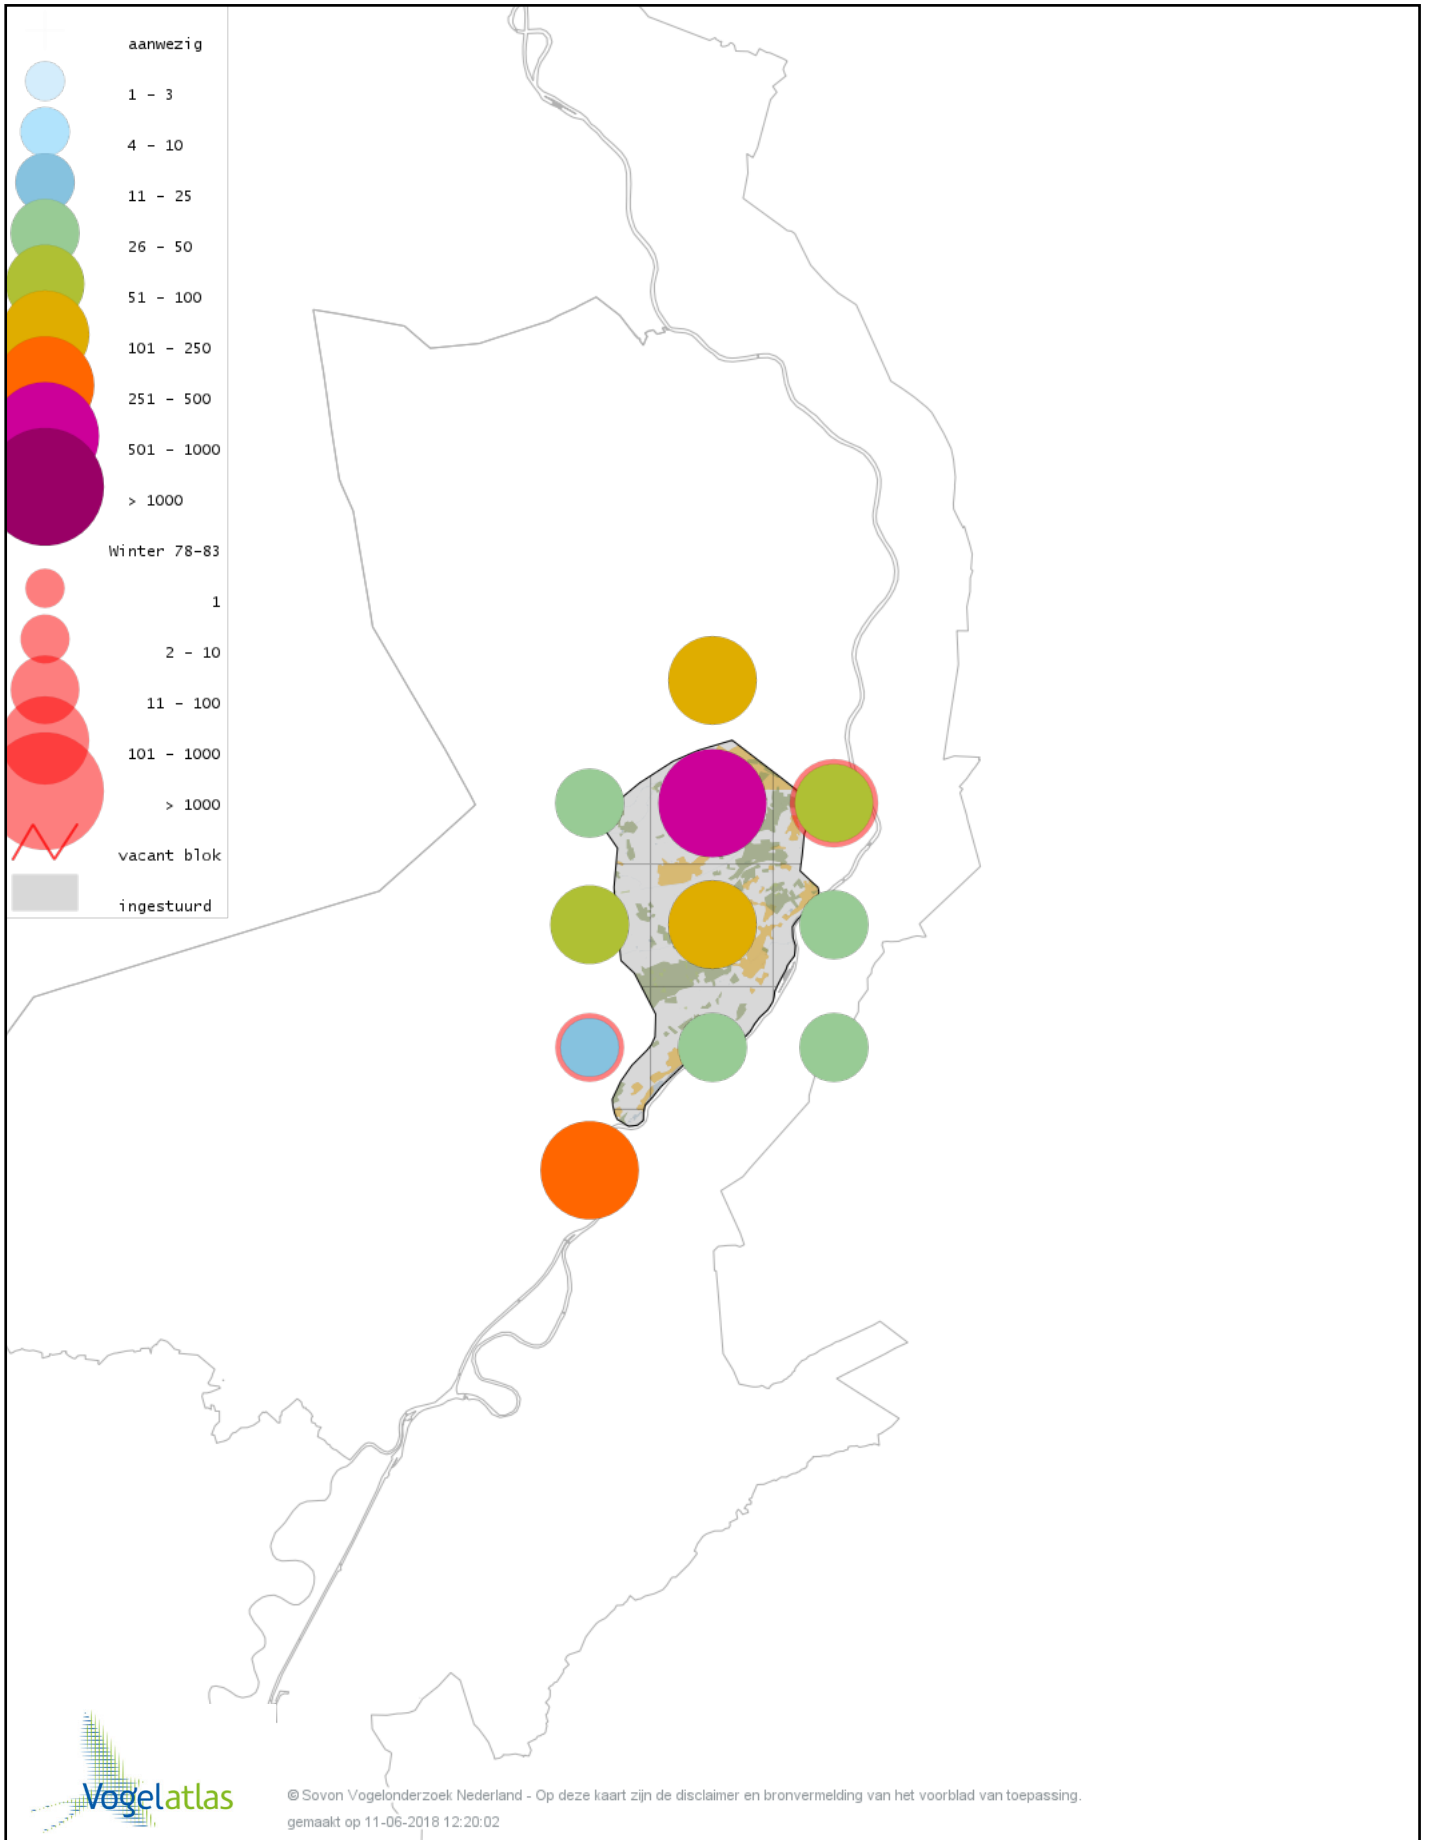 aanwezig
1 - 3
4 - 10
11 - 25
26 - 50
51 - 100
101 - 250
251 - 500
501 - 1000
> 1000
Winter 78-83
1
2 - 10
11 - 100
101 - 1000
> 1000
vacant blok
ingestuurd
Vogelatlas
© Sovon Vogelonderzoek Nederland - Op deze kaart zijn de disclaimer en bronvermelding van het voorblad van toepassing.
gemaakt op 11-06-2018 12:20:02